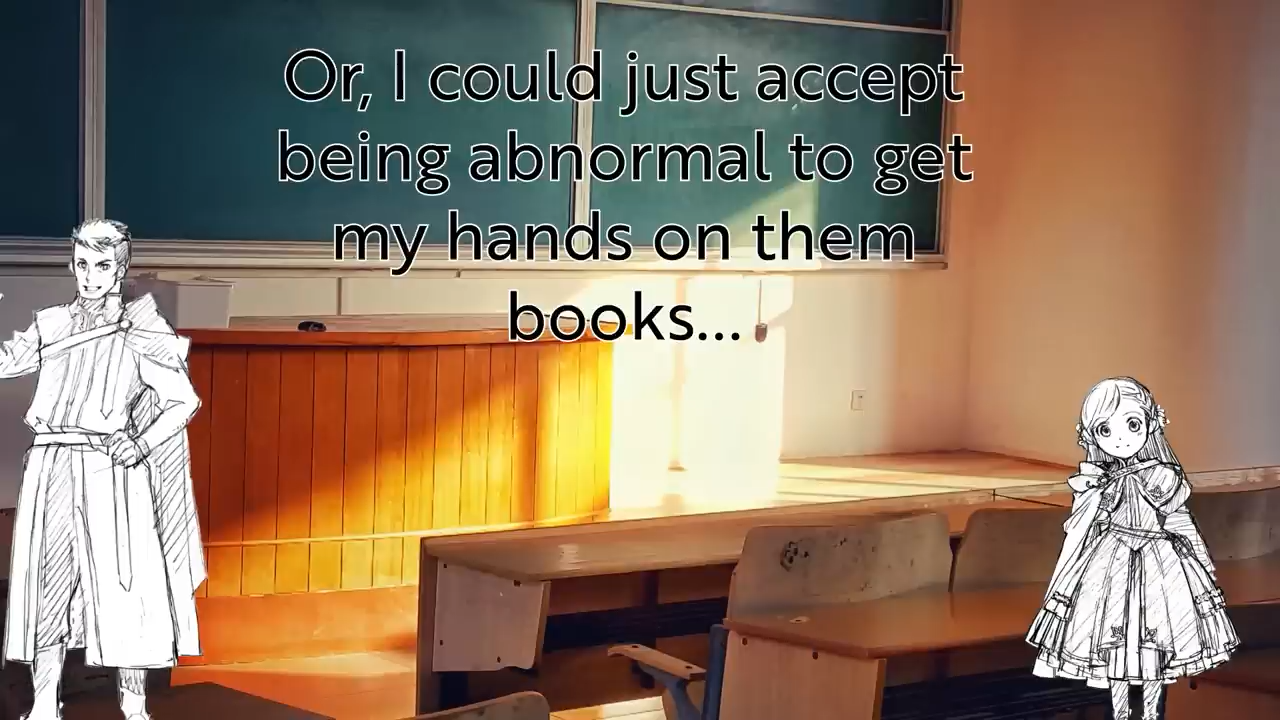 Or, I could just accept
being abnormal to get
my hands on them
books...